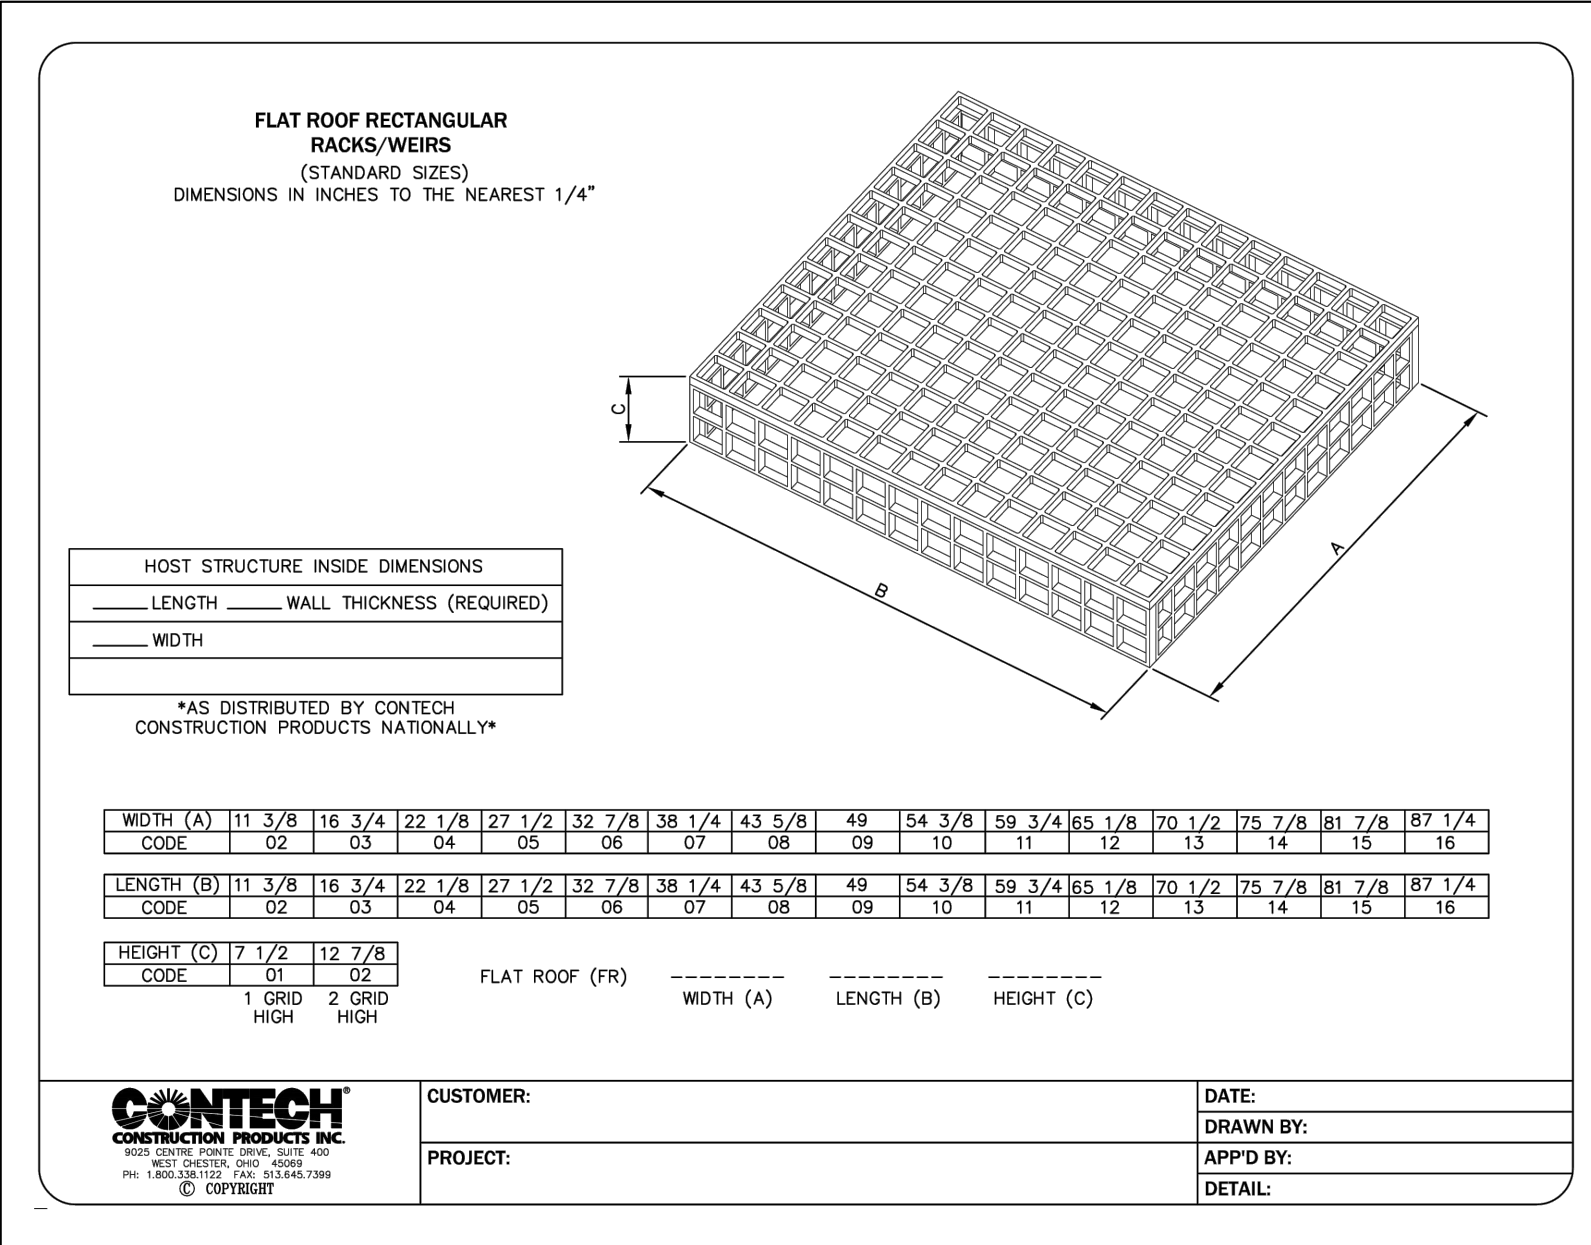 FLAT ROOF RECTANGULAR
RACKS/WEIRS
(STANDARD SIZES)
DIMENSIONS IN INCHES TO THE NEAREST 1/4"
C
B
A
HOST STRUCTURE INSIDE DIMENSIONS
______ LENGTH ______ WALL THICKNESS (REQUIRED)
______ WIDTH
*AS DISTRIBUTED BY CONTECH
CONSTRUCTION PRODUCTS NATIONALLY*
WIDTH (A) 11 3/8 16 3/4 22 1/8 27 1/2 32 7/8 38 1/4 43 5/8 49 54 3/8 59 3/4 65 1/8 70 1/2 75 7/8 81 7/8 87 1/4
CODE 02 03 04 05 06 07 08 09 10 11 12 13 14 15 16
LENGTH (B) 11 3/8 16 3/4 22 1/8 27 1/2 32 7/8 38 1/4 43 5/8 49 54 3/8 59 3/4 65 1/8 70 1/2 75 7/8 81 7/8 87 1/4
CODE 02 03 04 05 06 07 08 09 10 11 12 13 14 15 16
HEIGHT (C) 7 1/2 12 7/8
CODE 01 02
1 GRID HIGH
2 GRID HIGH
FLAT ROOF (FR) -------- -------- --------
WIDTH (A) LENGTH (B) HEIGHT (C)
CONTECH®
CONSTRUCTION PRODUCTS INC.
9025 CENTRE POINTE DRIVE, SUITE 400
WEST CHESTER, OHIO 45069
PH: 1.800.338.1122 FAX: 513.645.7399
© COPYRIGHT
CUSTOMER:
PROJECT:
DATE:
DRAWN BY:
APP'D BY:
DETAIL: